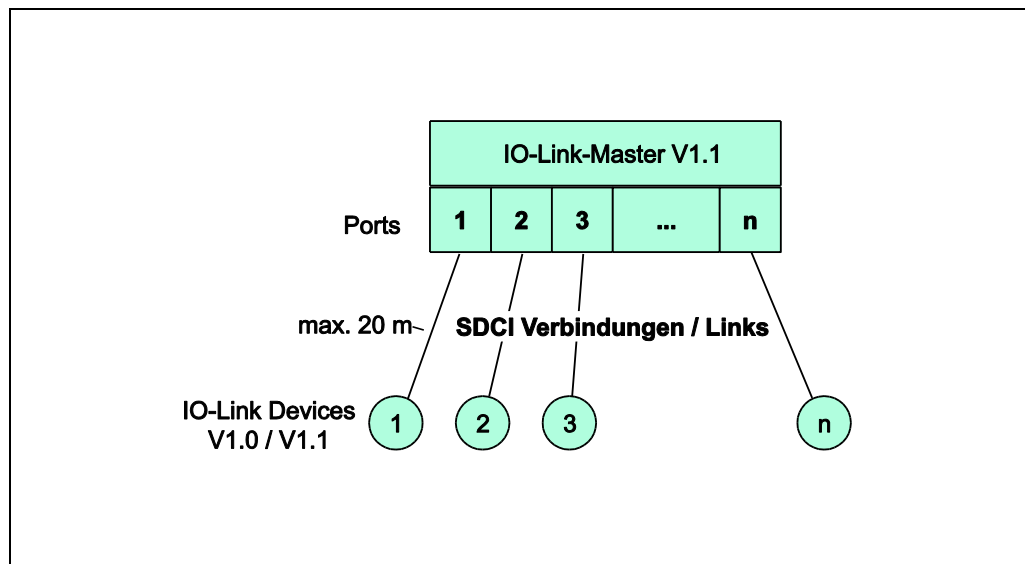 IO-Link-Master V1.1
Ports 1 2 3 ... n
max. 20 m SDCI Verbindungen / Links
IO-Link Devices
V1.0 / V1.1
1 2 3 n